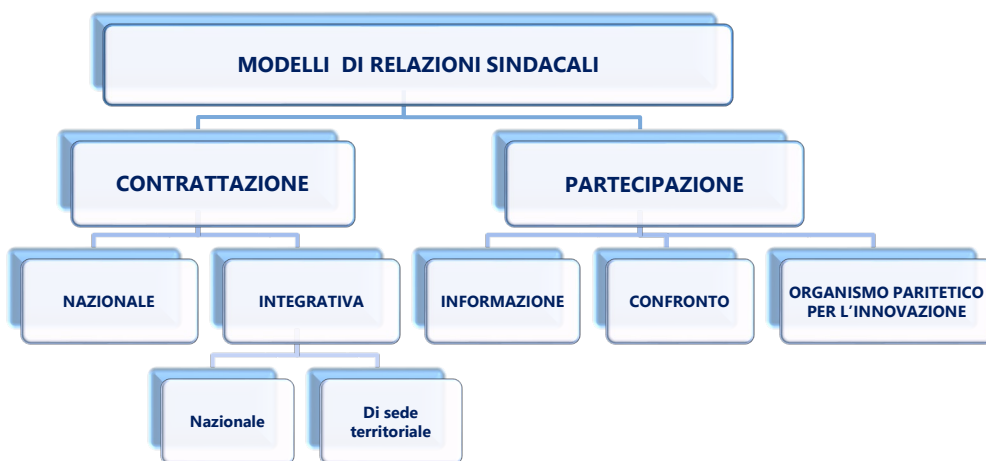 MODELLI DI RELAZIONI SINDACALI
CONTRATTAZIONE
PARTECIPAZIONE
NAZIONALE
INTEGRATIVA
INFORMAZIONE
CONFRONTO
ORGANISMO PARITETICO
PER L'INNOVAZIONE
Nazionale
Di sede
territoriale